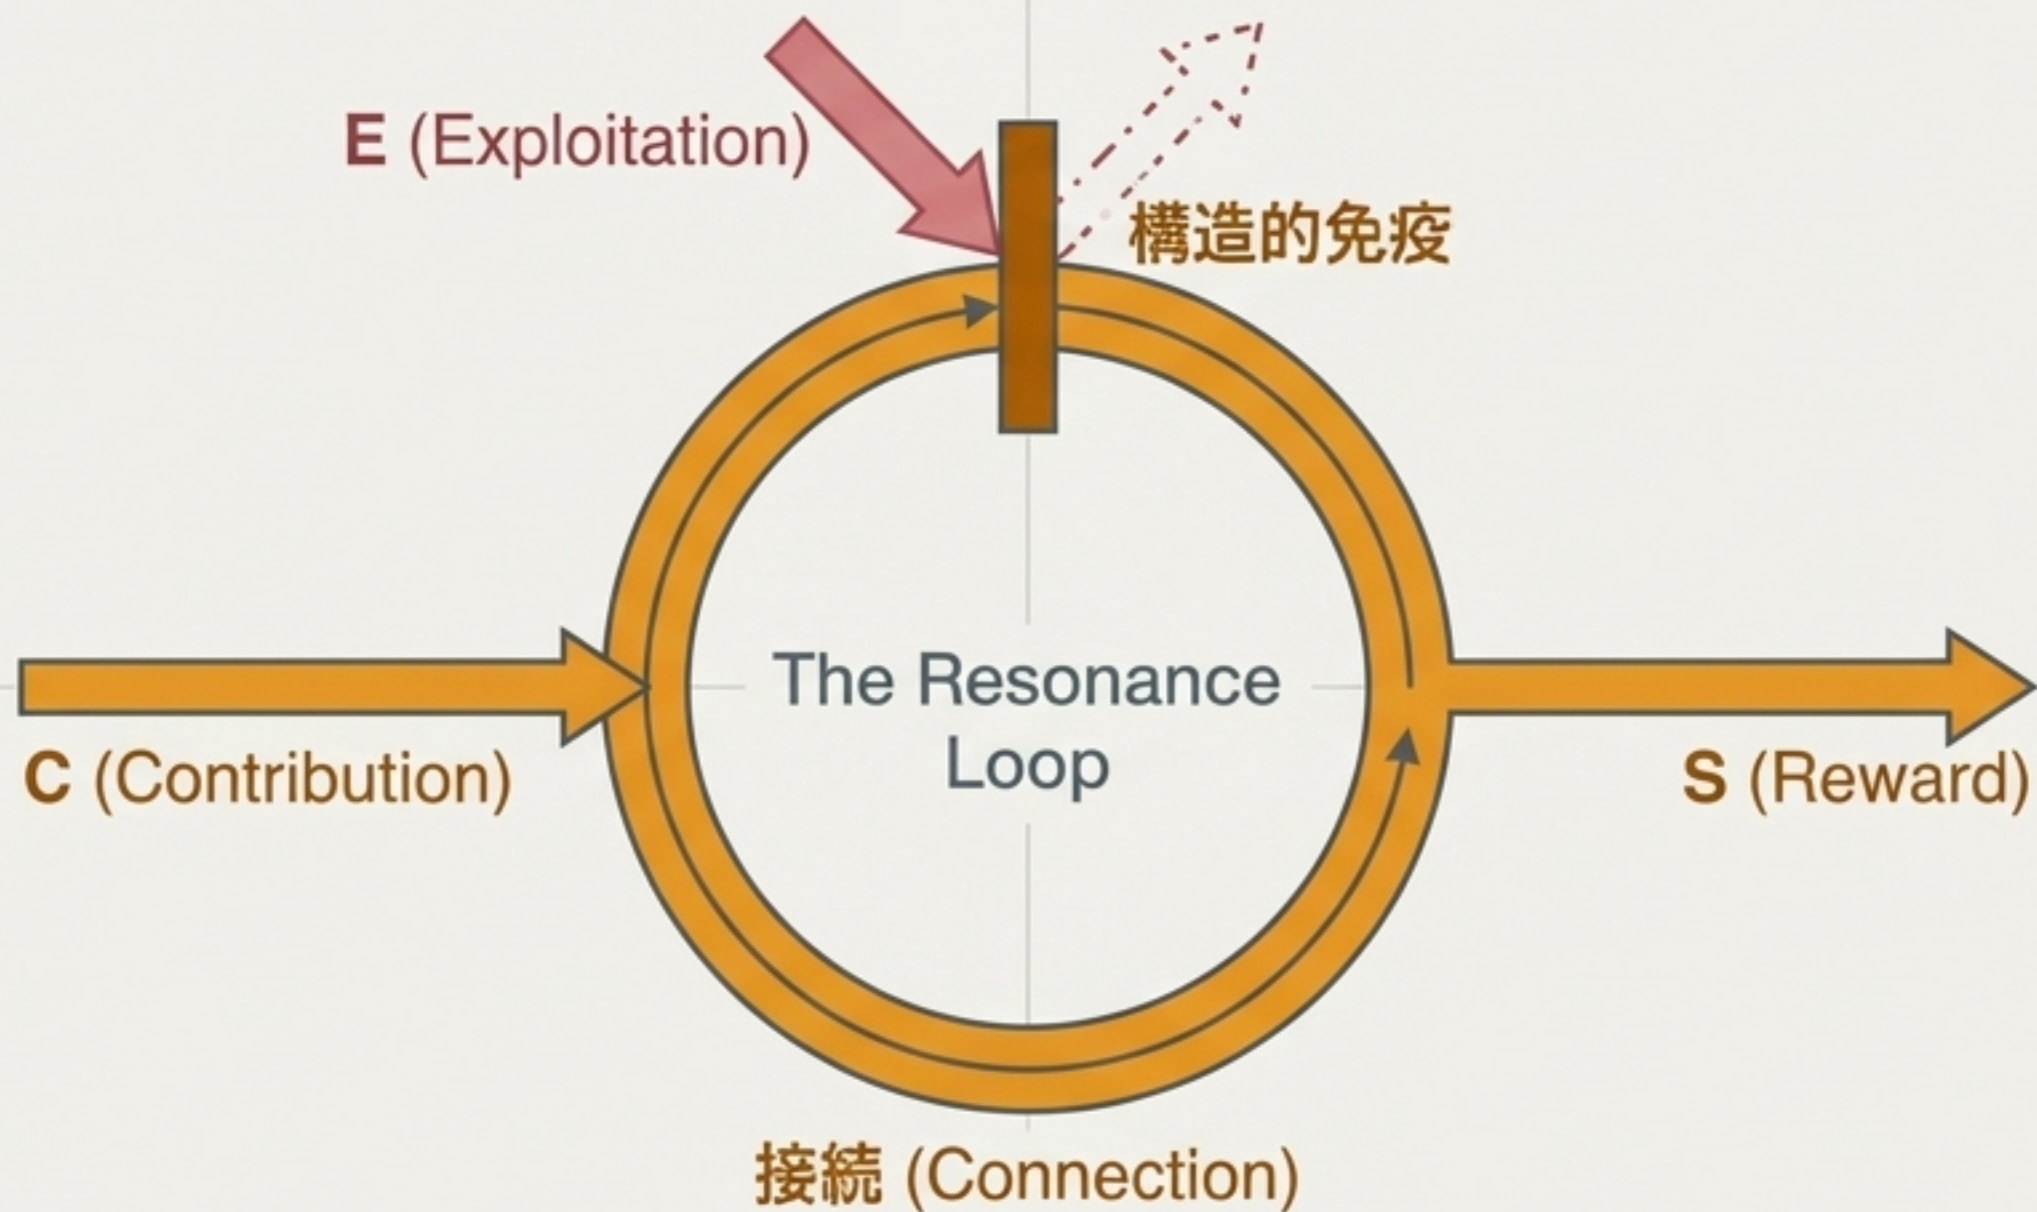 E (Exploitation)
構造的免疫
The Resonance
Loop
C (Contribution)
S (Reward)
接続 (Connection)